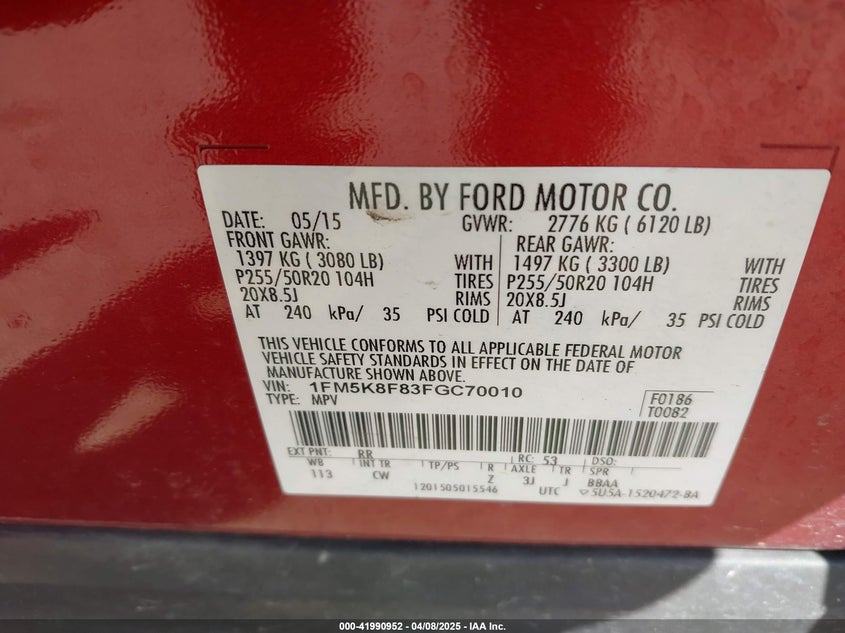 MFD. BY FORD MOTOR CO.
DATE: 05/15 GVWR: 2776 KG ( 6120 LB)
FRONT GAWR: REAR GAWR:
1397 KG ( 3080 LB) WITH 1497 KG ( 3300 LB) WITH
P255/50R20 104H TIRES P255/50R20 104H TIRES
20X8.5J RIMS 20X8.5J RIMS
AT 240 kPa/ 35 PSI COLD AT 240 kPa/ 35 PSI COLD
THIS VEHICLE CONFORMS TO ALL APPLICABLE FEDERAL MOTOR
VEHICLE SAFETY STANDARDS IN EFFECT ON THE DATE OF
MANUFACTURE SHOWN ABOVE.
VIN: 1FM5K8F83FGC70010 F0186
TYPE: MPV T0082
EXT PNT: RR RC: 53 DSO:
WB INT TR TP/PS R AXLE TR SPR
113 CW Z 3J J BBAA
1201505015546 UTC ▽5U5A-1520472-BA
000-41990952 - 04/08/2025 - IAA Inc.